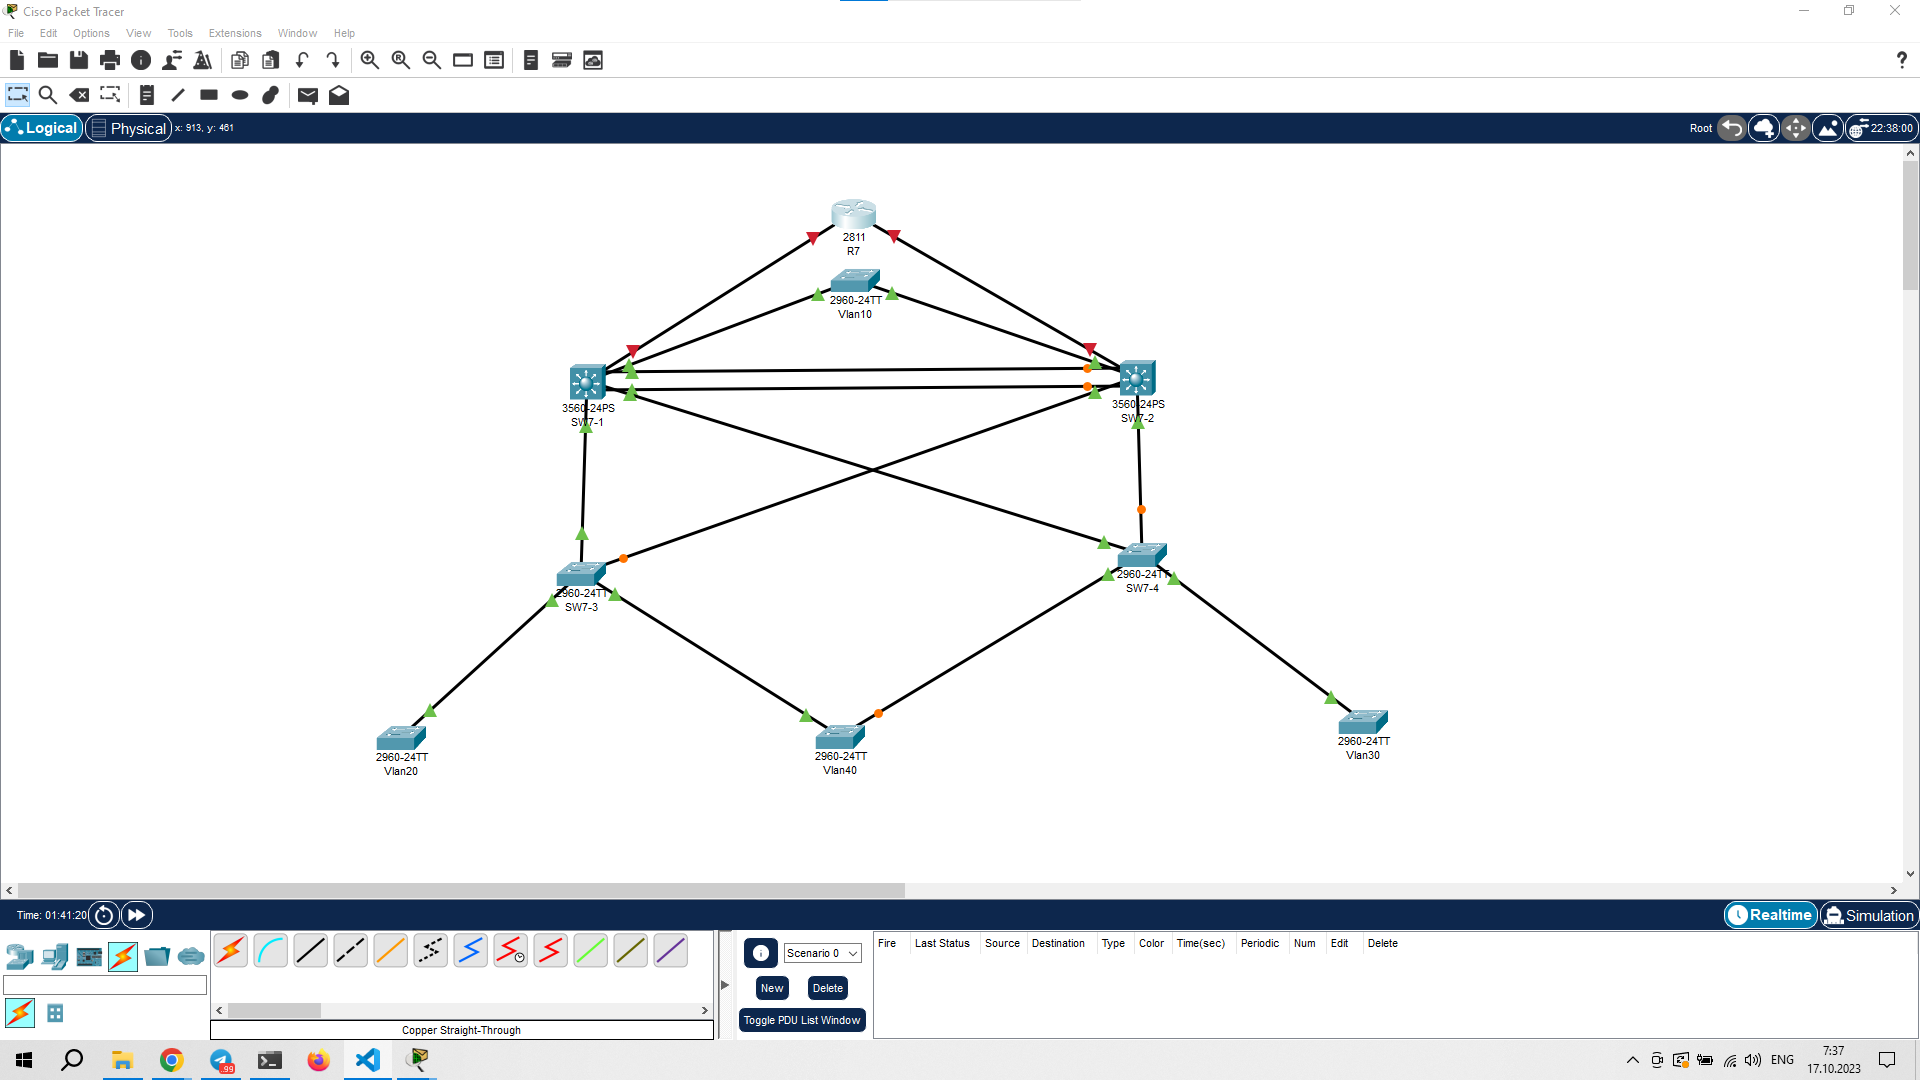 Cisco Packet Tracer
File Edit Options View Tools Extensions Window Help
Logical Physical x: 913, y: 461 Root 22:38:00
2811
R7
2960-24TT
Vlan10
3560-24PS
SW7-1
3560-24PS
SW7-2
2960-24TT
SW7-3
2960-24TT
SW7-4
2960-24TT
Vlan20
2960-24TT
Vlan40
2960-24TT
Vlan30
Time: 01:41:20 Realtime Simulation
Scenario 0
New Delete
Toggle PDU List Window
Fire Last Status Source Destination Type Color Time(sec) Periodic Num Edit Delete
Copper Straight-Through
99
ENG
7:37
17.10.2023